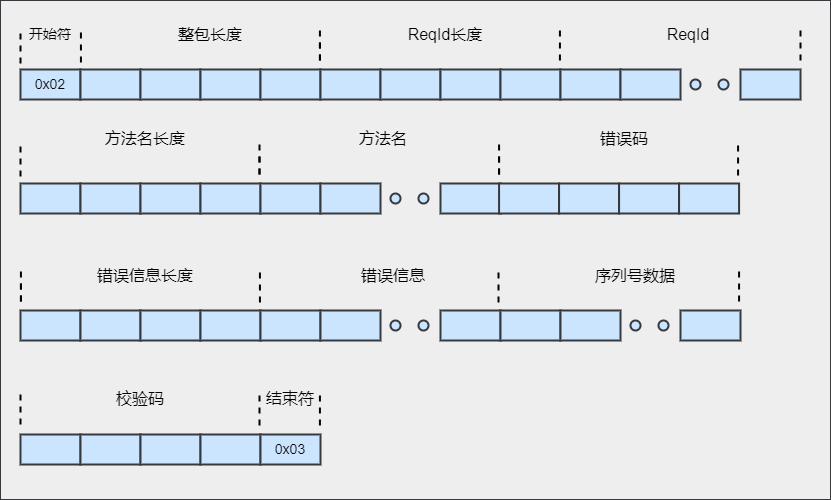 开始符 整包长度 ReqId长度 ReqId
0x02
方法名长度 方法名 错误码
错误信息长度 错误信息 序列号数据
校验码 结束符
0x03